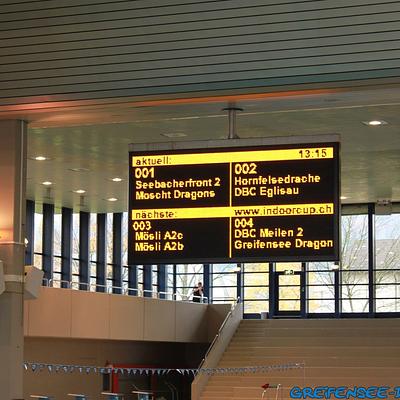 aktuell: 13:15
001 002
Seebacherfront 2 Hornfelsedrache
Moscht Dragons DBC Eglisau
nächste: www.indoorcup.ch
003 004
Mösli A2c DBC Meilen 2
Mösli A2b Greifensee Dragon